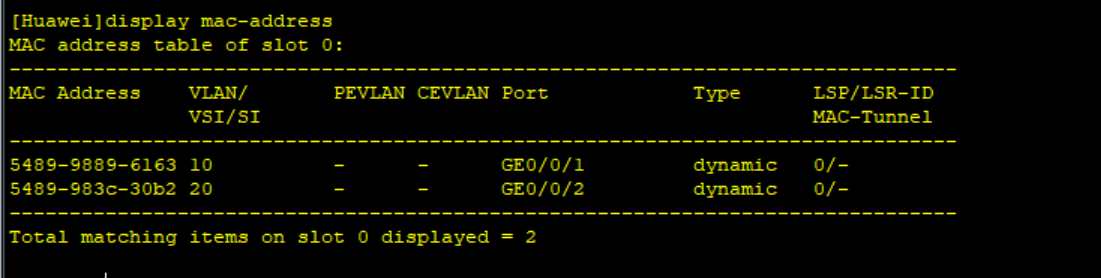 [Huawei]display mac-address
MAC address table of slot 0:
-------------------------------------------------------------------------------
MAC Address    VLAN/       PEVLAN CEVLAN Port            Type      LSP/LSR-ID
               VSI/SI                                              MAC-Tunnel
-------------------------------------------------------------------------------
5489-9889-6163 10          -      -      GE0/0/1         dynamic   0/-
5489-983c-30b2 20          -      -      GE0/0/2         dynamic   0/-
-------------------------------------------------------------------------------
Total matching items on slot 0 displayed = 2